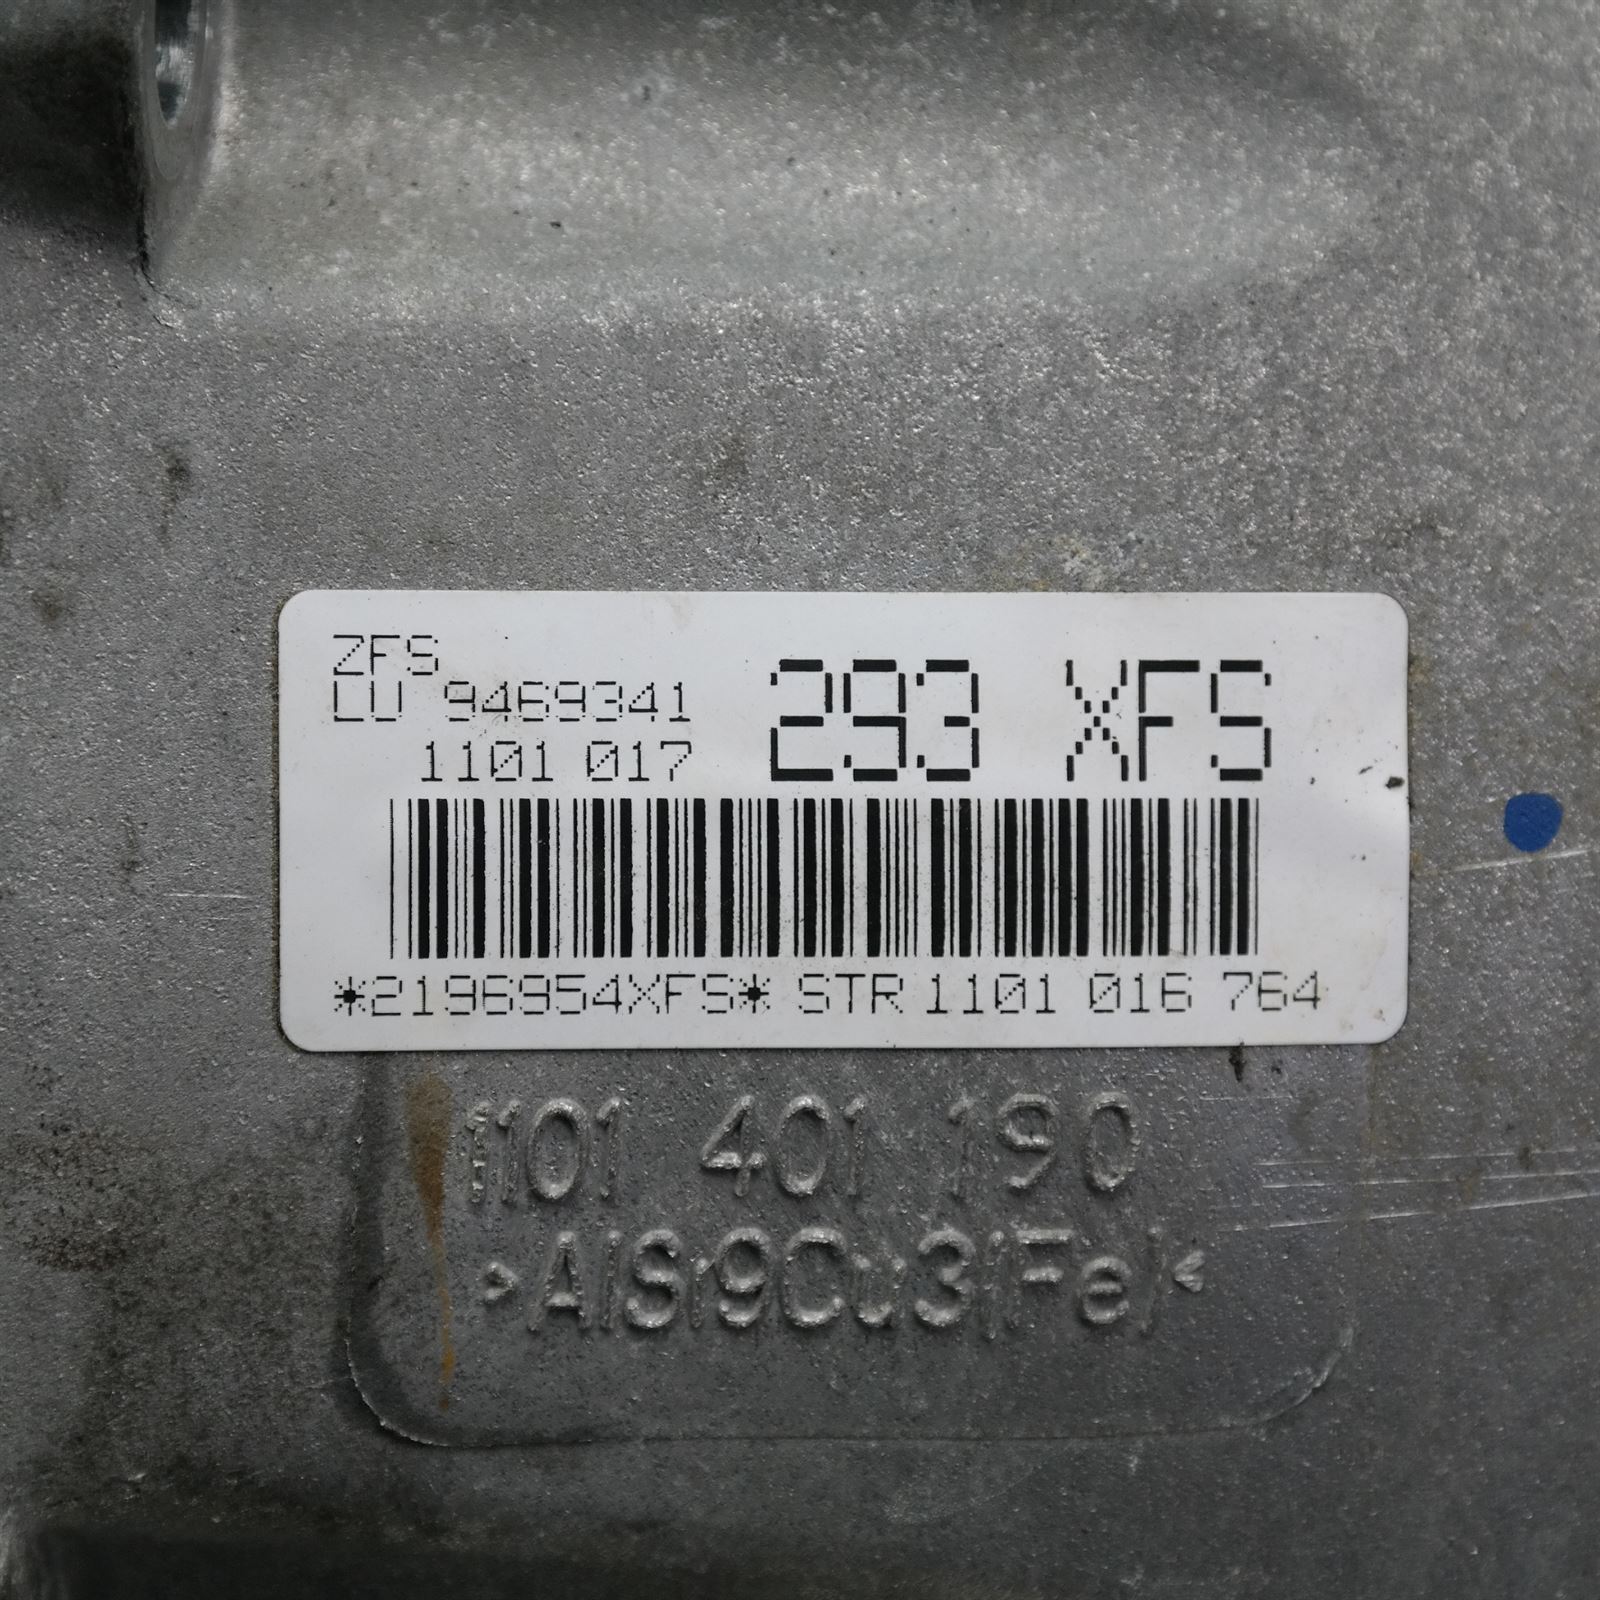 ZFS
LU 9469341
1101 017
293 XFS
*2196954XFS* STR 1101 016 764
1101 401 190
>AlSi9Cu3(Fe)<